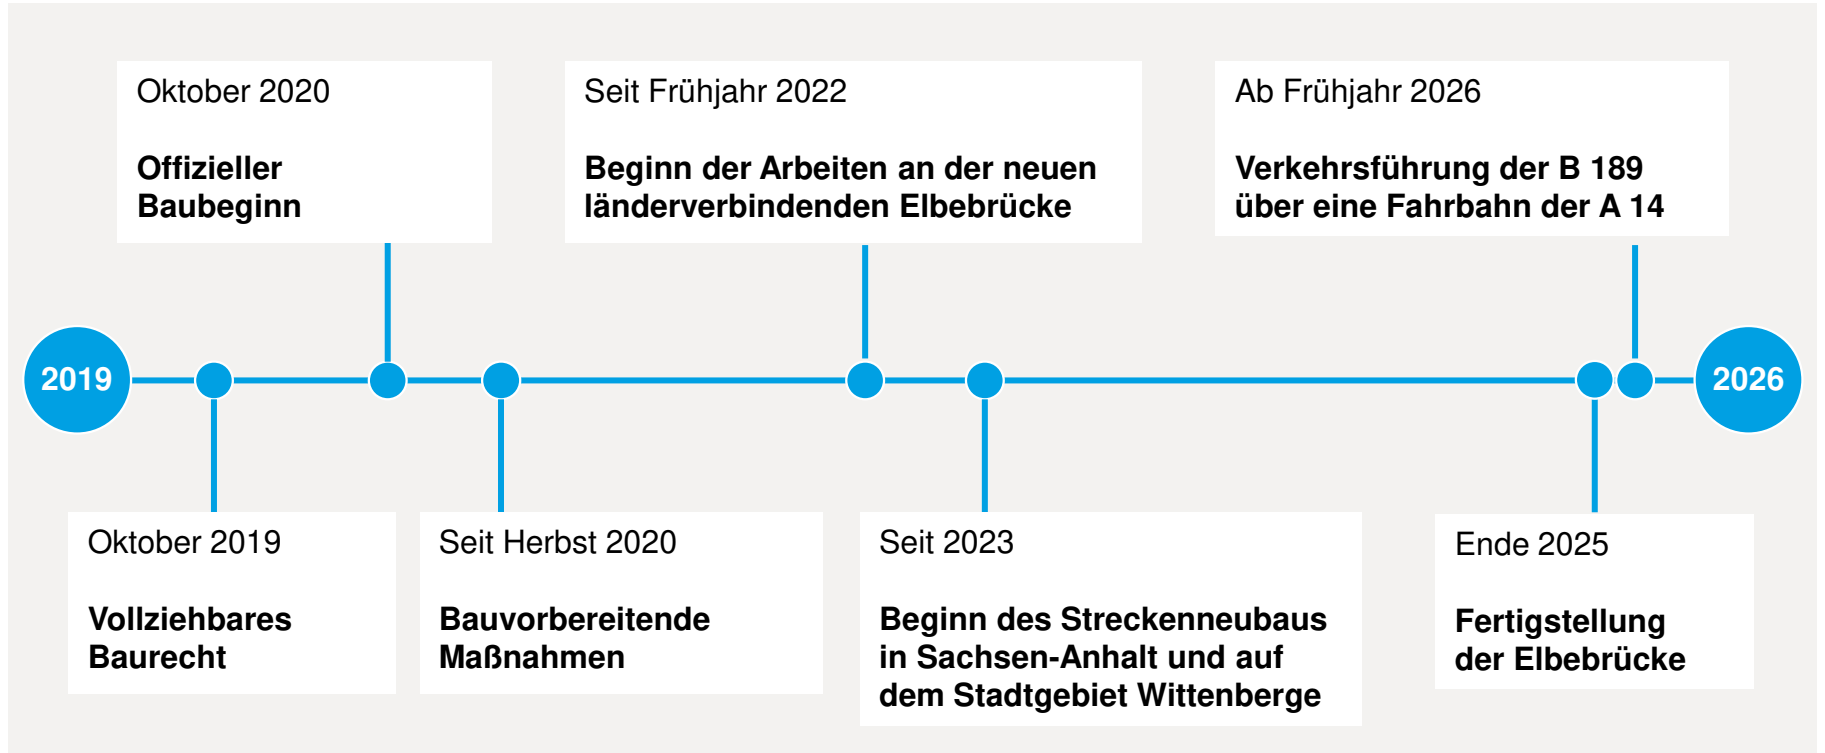 Oktober 2020
Offizieller
Baubeginn
Seit Frühjahr 2022
Beginn der Arbeiten an der neuen
länderverbindenden Elbebrücke
Ab Frühjahr 2026
Verkehrsführung der B 189
über eine Fahrbahn der A 14
2019
2026
Oktober 2019
Vollziehbares
Baurecht
Seit Herbst 2020
Bauvorbereitende
Maßnahmen
Seit 2023
Beginn des Streckenneubaus
in Sachsen-Anhalt und auf
dem Stadtgebiet Wittenberge
Ende 2025
Fertigstellung
der Elbebrücke